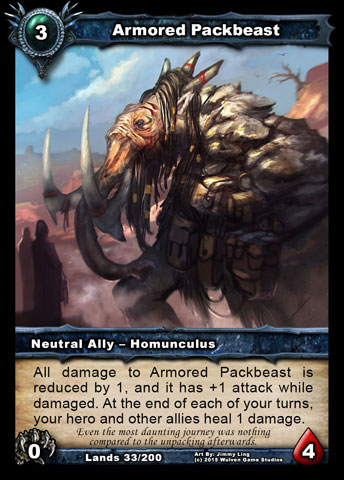 3
Armored Packbeast
Neutral Ally – Homunculus
All damage to Armored Packbeast is
reduced by 1, and it has +1 attack while
damaged. At the end of each of your turns,
your hero and other allies heal 1 damage.
Even the most daunting journey was nothing
compared to the unpacking afterwards.
0
Lands 33/200
Art By: Jimmy Ling
(c) 2015 Wulven Game Studios
4